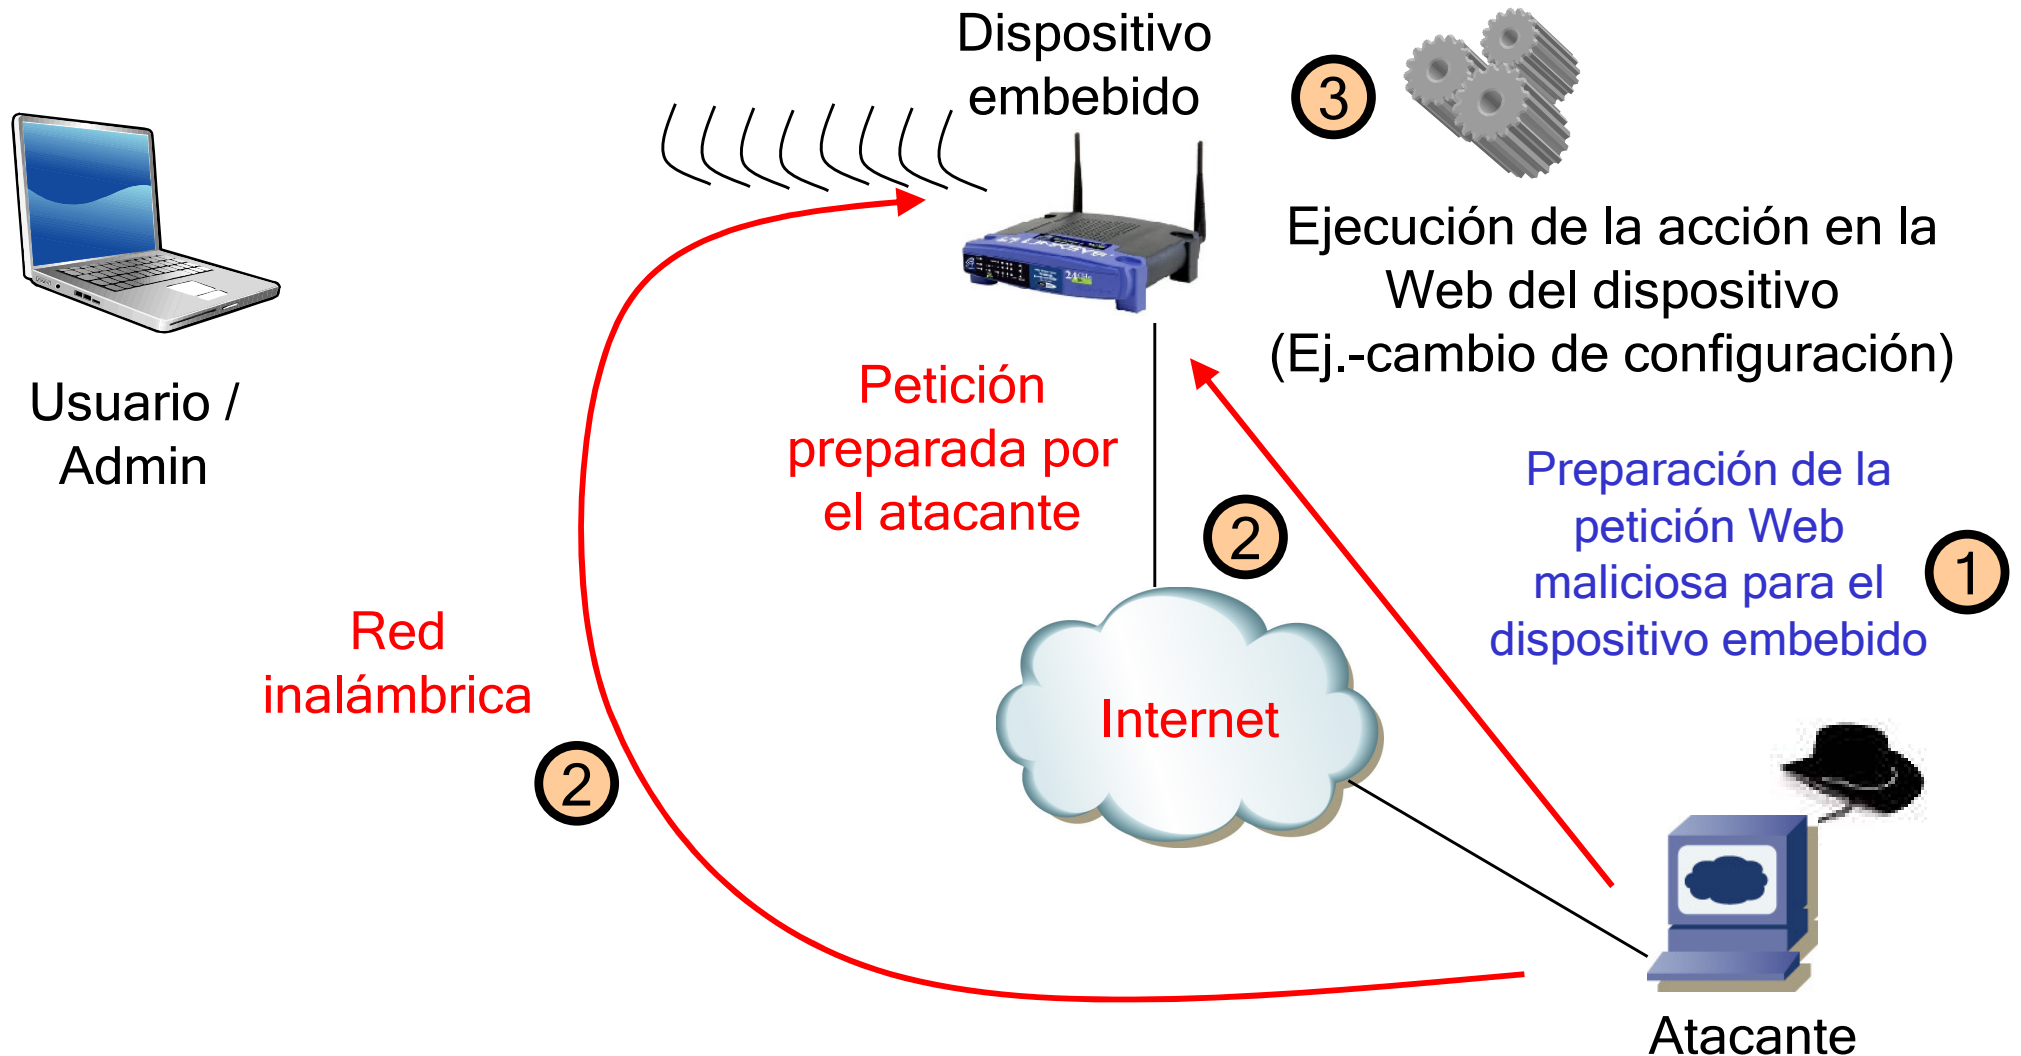 Dispositivo
embebido
3
Ejecución de la acción en la
Web del dispositivo
(Ej.-cambio de configuración)
Usuario /
Admin
Petición
preparada por
el atacante
2
Preparación de la
petición Web
maliciosa para el
dispositivo embebido
1
Red
inalámbrica
2
Internet
Atacante